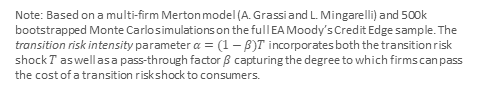 Note: Based on a multi-firm Merton model (A. Grassi and L. Mingarelli) and 500k
bootstrapped Monte Carlo simulations on the full EA Moody's Credit Edge sample. The
transition risk intensity parameter α = (1 − β)T incorporates both the transition risk
shock T as well as a pass-through factor β capturing the degree to which firms can pass
the cost of a transition risk shock to consumers.